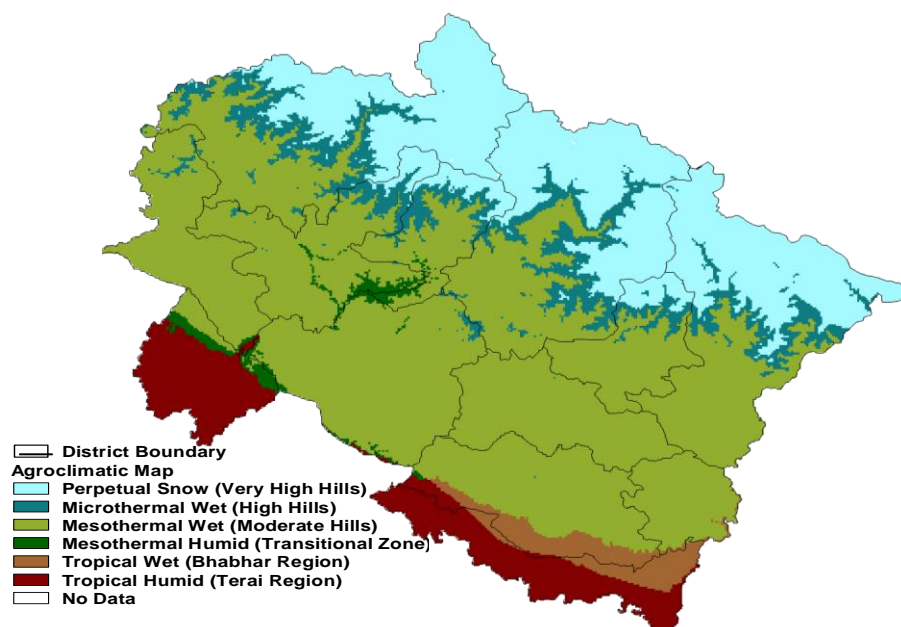 District Boundary
Agroclimatic Map
Perpetual Snow (Very High Hills)
Microthermal Wet (High Hills)
Mesothermal Wet (Moderate Hills)
Mesothermal Humid (Transitional Zone)
Tropical Wet (Bhabhar Region)
Tropical Humid (Terai Region)
No Data